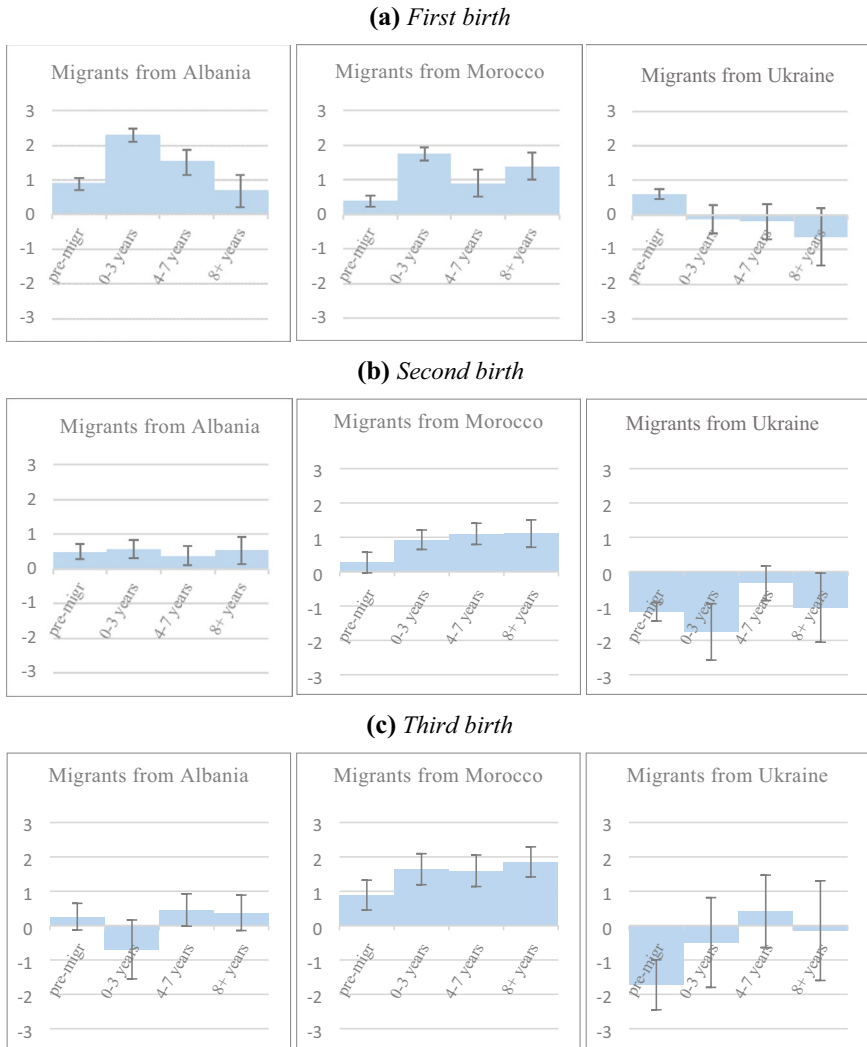 (a) First birth
Migrants from Albania
3
2
1
0
-1
-2
-3
pre-migr
0-3 years
4-7 years
8+ years
Migrants from Morocco
3
2
1
0
-1
-2
-3
pre-migr
0-3 years
4-7 years
8+ years
Migrants from Ukraine
3
2
1
0
-1
-2
-3
pre-migr
0-3 years
4-7 years
8+ years
(b) Second birth
Migrants from Albania
3
2
1
0
-1
-2
-3
pre-migr
0-3 years
4-7 years
8+ years
Migrants from Morocco
3
2
1
0
-1
-2
-3
pre-migr
0-3 years
4-7 years
8+ years
Migrants from Ukraine
3
2
1
0
-1
-2
-3
pre-migr
0-3 years
4-7 years
8+ years
(c) Third birth
Migrants from Albania
3
2
1
0
-1
-2
-3
pre-migr
0-3 years
4-7 years
8+ years
Migrants from Morocco
3
2
1
0
-1
-2
-3
pre-migr
0-3 years
4-7 years
8+ years
Migrants from Ukraine
3
2
1
0
-1
-2
-3
pre-migr
0-3 years
4-7 years
8+ years